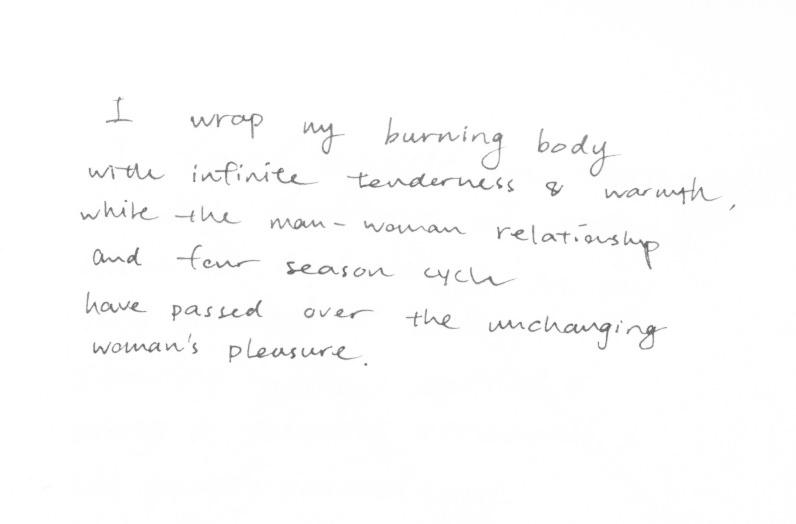 I wrap my burning body
with infinite tenderness & warmth,
while the man-woman relationship
and four season cycle
have passed over the unchanging
woman's pleasure.